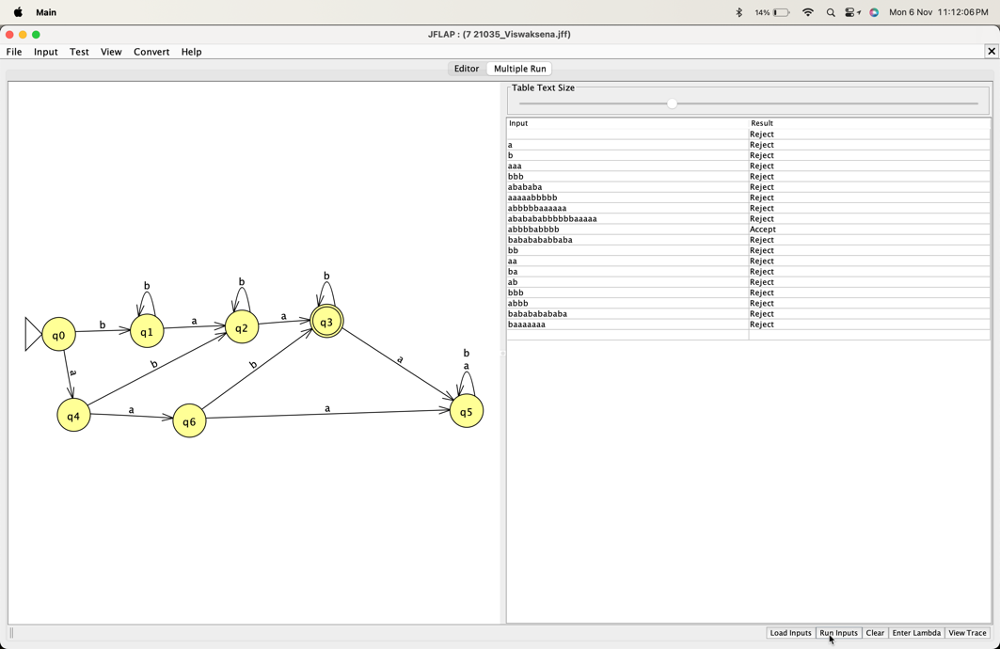 Main 14% Mon 6 Nov 11:12:06 PM
JFLAP : (7 21035_Viswaksena.jff)
File Input Test View Convert Help
Editor Multiple Run
Table Text Size
Input Result
Reject
a Reject
b Reject
aaa Reject
bbb Reject
abababa Reject
aaaaabbbbb Reject
abbbbbaaaaaa Reject
abababbbbbbbaaaaa Reject
abbbbabbbb Accept
babababbbaba Reject
bb Reject
aa Reject
ba Reject
ab Reject
bbb Reject
abbb Reject
babababababa Reject
baaaaaaa Reject
b
b
b
q0
b
q1
a
q2
a
q3
a
b
b
a
b
a
q4
a
q6
a
q5
Load Inputs Run Inputs Clear Enter Lambda View Trace